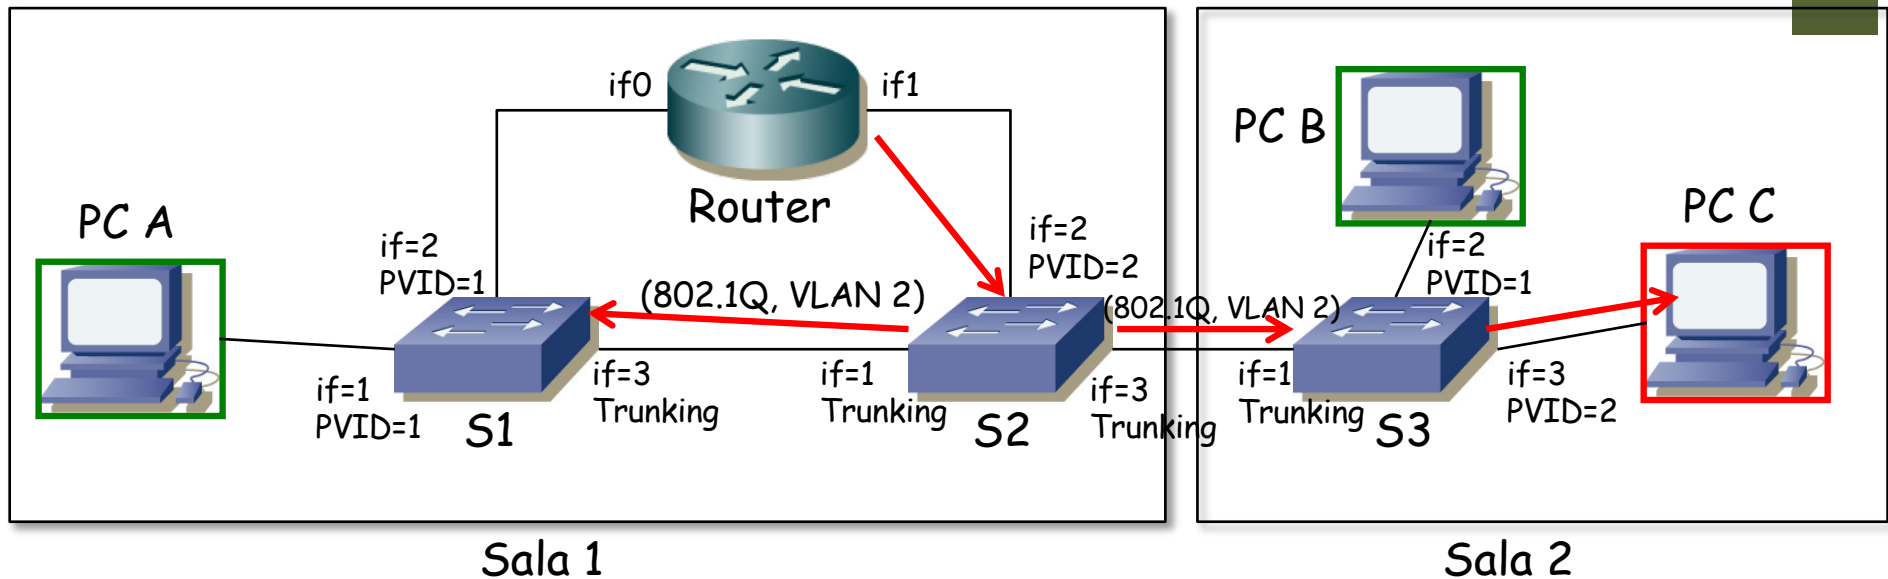 if0
if1
Router
PC A
PC B
PC C
if=2
PVID=1
if=2
PVID=2
if=2
PVID=1
(802.1Q, VLAN 2)
(802.1Q, VLAN 2)
if=1
PVID=1
S1
if=3
Trunking
if=1
Trunking
S2
if=3
Trunking
if=1
Trunking
S3
if=3
PVID=2
Sala 1
Sala 2